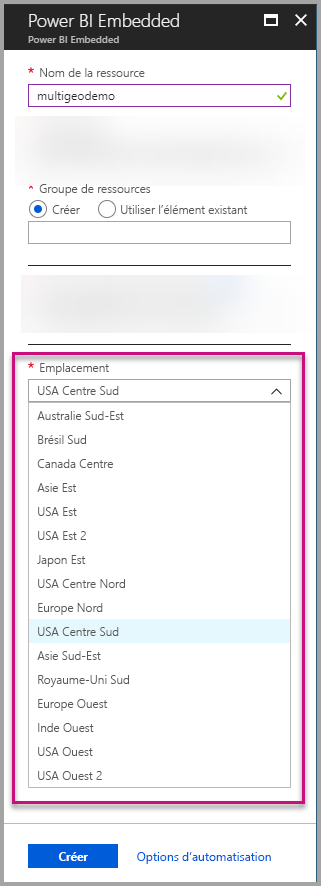 Power BI Embedded
Power BI Embedded
* Nom de la ressource
multigeodemo
* Groupe de ressources
Créer Utiliser l'élément existant
* Emplacement
USA Centre Sud
Australie Sud-Est
Brésil Sud
Canada Centre
Asie Est
USA Est
USA Est 2
Japon Est
USA Centre Nord
Europe Nord
USA Centre Sud
Asie Sud-Est
Royaume-Uni Sud
Europe Ouest
Inde Ouest
USA Ouest
USA Ouest 2
Créer Options d'automatisation